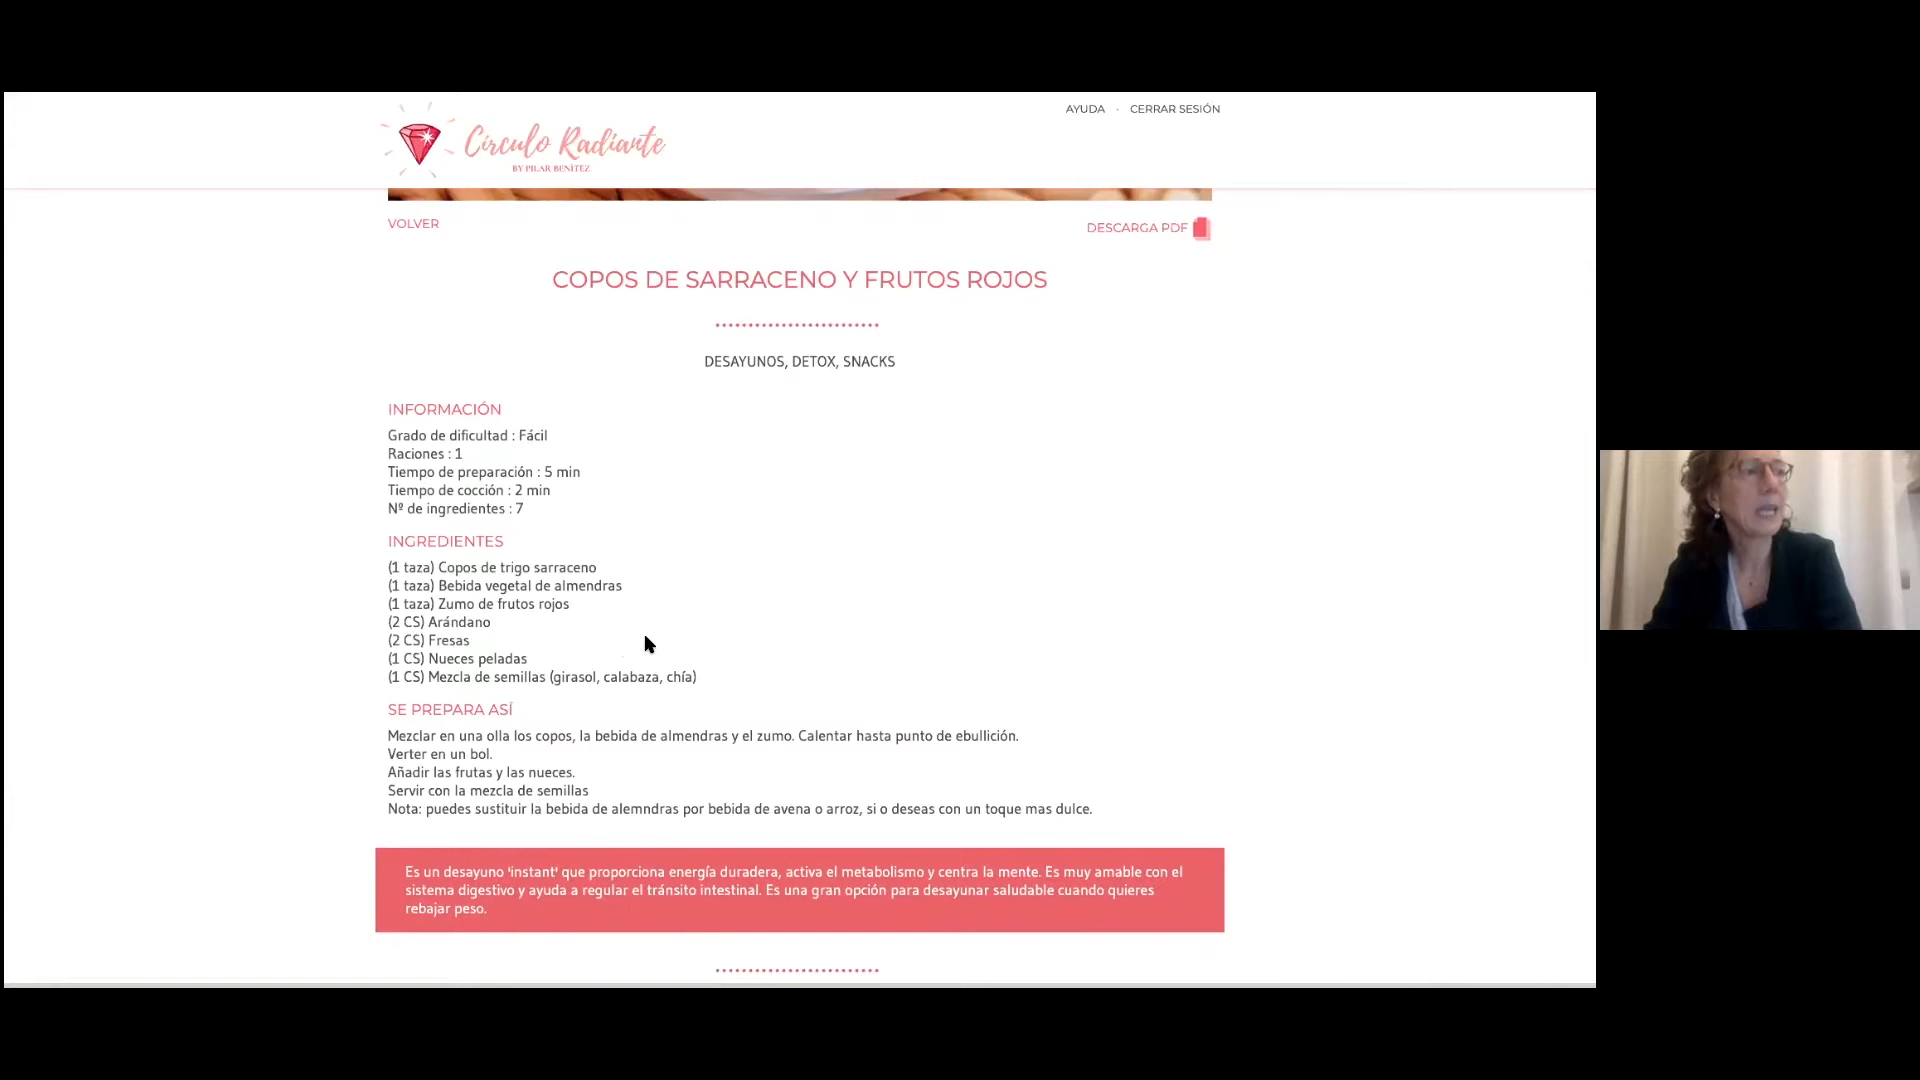 AYUDA · CERRAR SESIÓN
Círculo Radiante
BY PILAR BENÍTEZ
VOLVER
DESCARGA PDF
COPOS DE SARRACENO Y FRUTOS ROJOS
DESAYUNOS, DETOX, SNACKS
INFORMACIÓN
Grado de dificultad : Fácil
Raciones : 1
Tiempo de preparación : 5 min
Tiempo de cocción : 2 min
Nº de ingredientes : 7
INGREDIENTES
(1 taza) Copos de trigo sarraceno
(1 taza) Bebida vegetal de almendras
(1 taza) Zumo de frutos rojos
(2 CS) Arándano
(2 CS) Fresas
(1 CS) Nueces peladas
(1 CS) Mezcla de semillas (girasol, calabaza, chía)
SE PREPARA ASÍ
Mezclar en una olla los copos, la bebida de almendras y el zumo. Calentar hasta punto de ebullición.
Verter en un bol.
Añadir las frutas y las nueces.
Servir con la mezcla de semillas
Nota: puedes sustituir la bebida de alemndras por bebida de avena o arroz, si o deseas con un toque mas dulce.
Es un desayuno 'instant' que proporciona energía duradera, activa el metabolismo y centra la mente. Es muy amable con el
sistema digestivo y ayuda a regular el tránsito intestinal. Es una gran opción para desayunar saludable cuando quieres
rebajar peso.